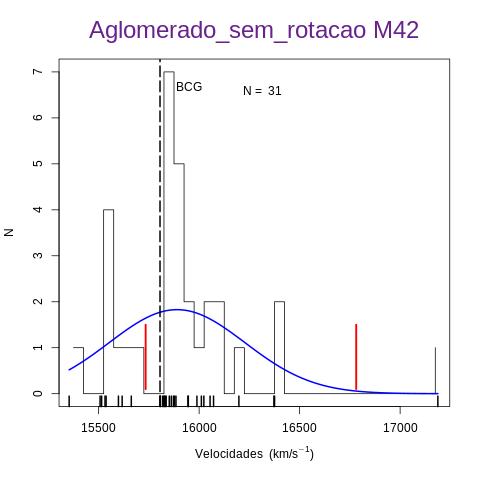 Aglomerado_sem_rotacao M42
7
BCG
N = 31
6
5
4
N
3
2
1
0
15500 16000 16500 17000
Velocidades (km/s⁻¹)